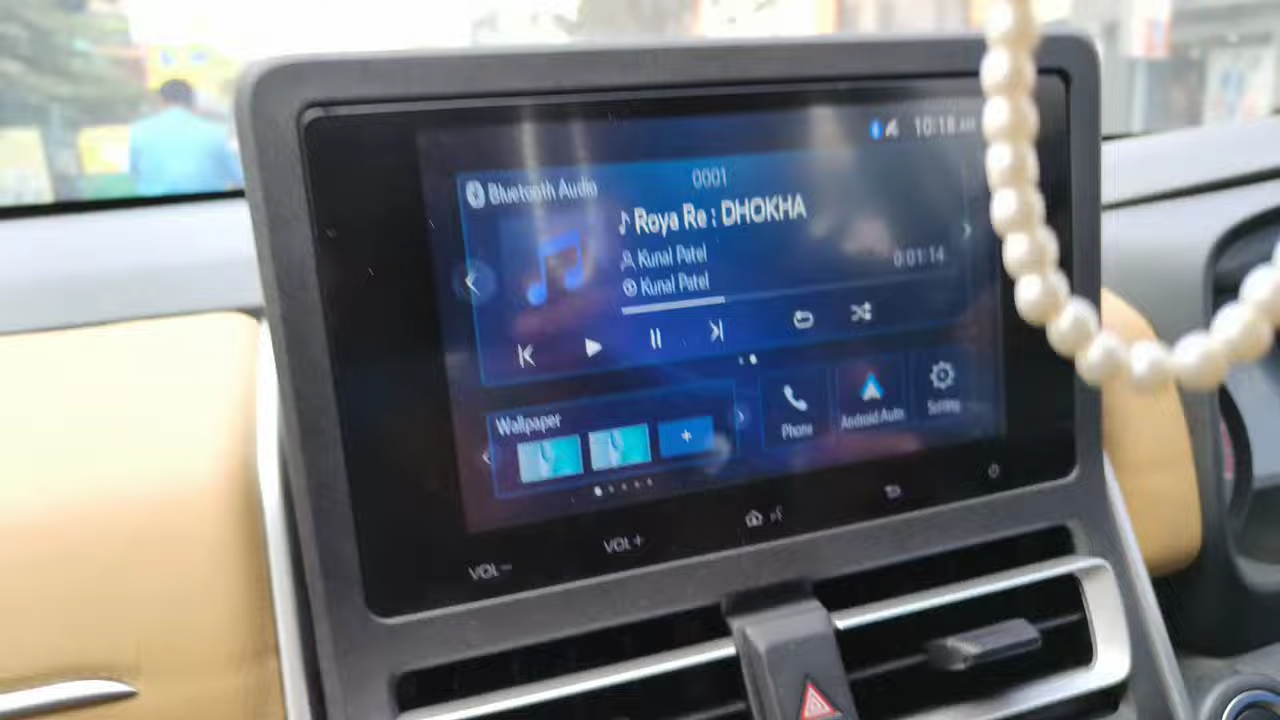 10:18 AM
Bluetooth Audio
0001
Roya Re : DHOKHA
Kunal Patel
0:01:14
Kunal Patel
Wallpaper
+
Phone
Android Auto
Setting
VOL-
VOL+